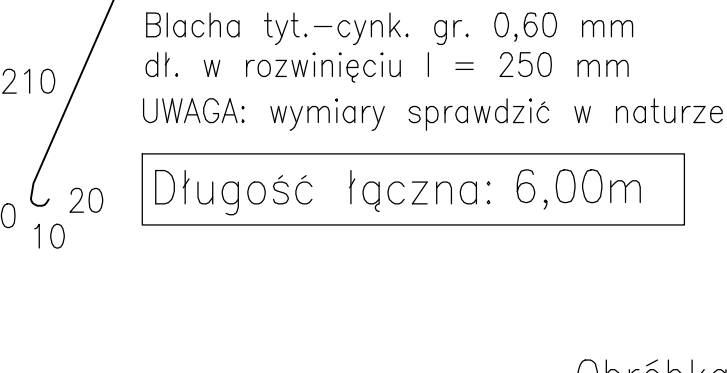 Blacha tyt.-cynk. gr. 0,60 mm
dł. w rozwinięciu l = 250 mm
UWAGA: wymiary sprawdzić w naturze
210
Długość łączna: 6,00m
0
20
10